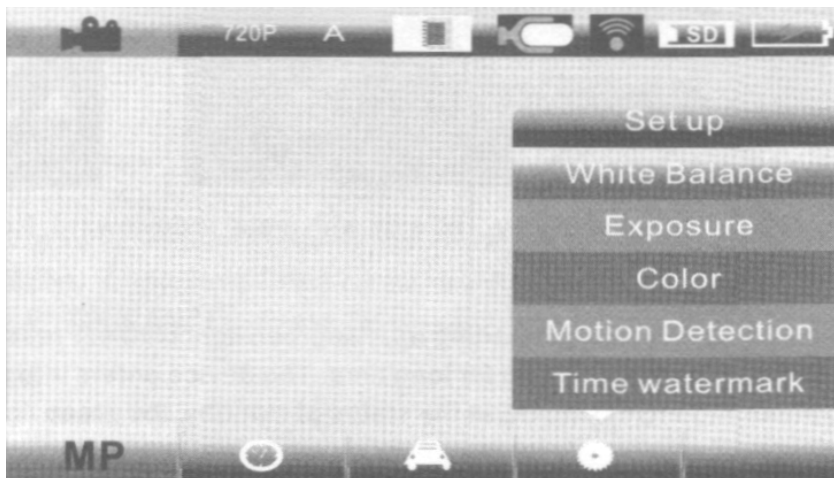 720P A SD
Set up
White Balance
Exposure
Color
Motion Detection
Time watermark
MP